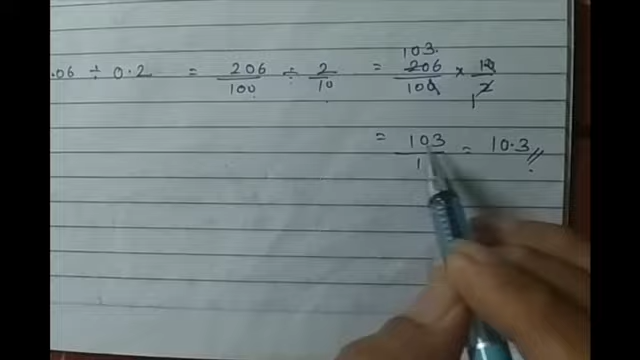 .06 ÷ 0.2 = 206/100 ÷ 2/10 = 103. 206/100 × 10/2 1
= 103/1 = 10.3 //